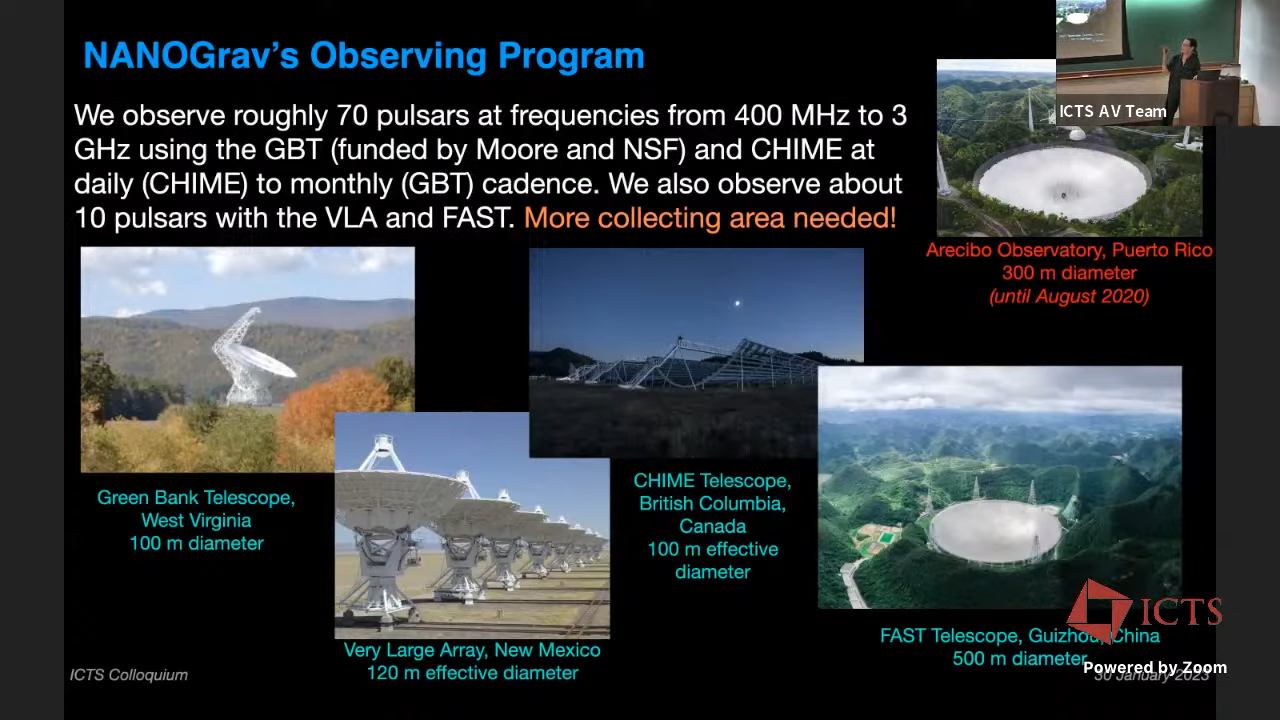 NANOGrav's Observing Program
We observe roughly 70 pulsars at frequencies from 400 MHz to 3
GHz using the GBT (funded by Moore and NSF) and CHIME at
daily (CHIME) to monthly (GBT) cadence. We also observe about
10 pulsars with the VLA and FAST. More collecting area needed!
ICTS AV Team
Arecibo Observatory, Puerto Rico
300 m diameter
(until August 2020)
Green Bank Telescope,
West Virginia
100 m diameter
CHIME Telescope,
British Columbia,
Canada
100 m effective
diameter
Very Large Array, New Mexico
120 m effective diameter
FAST Telescope, Guizhou, China
500 m diameter
ICTS
Powered by Zoom
ICTS Colloquium
30 January 2023